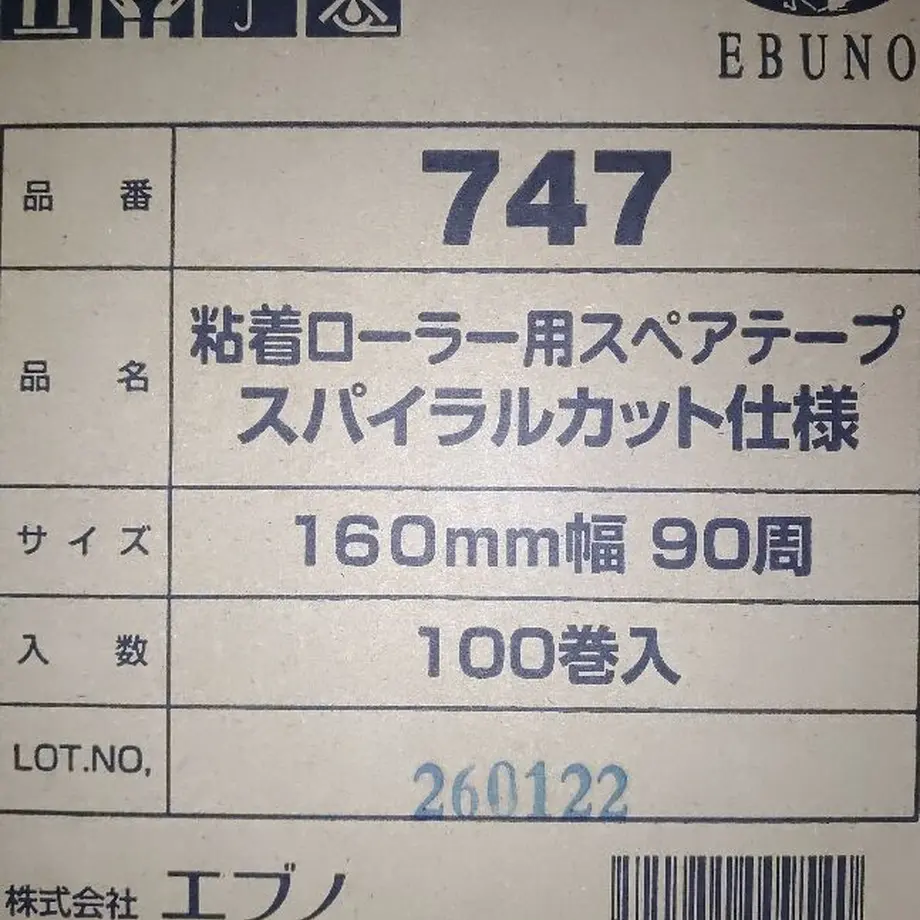 EBUNO
品番 747
品名 粘着ローラー用スペアテープ
スパイラルカット仕様
サイズ 160mm幅 90周
入数 100巻入
LOT.NO, 260122
株式会社 エブノ